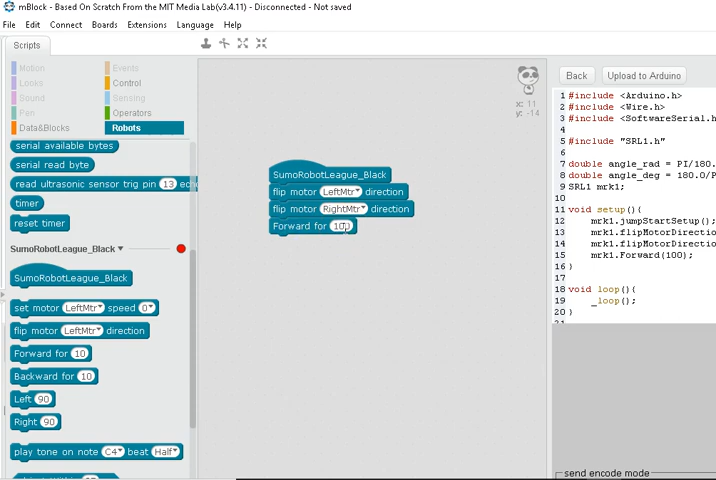 mBlock - Based On Scratch From the MIT Media Lab(v3.4.11) - Disconnected - Not saved
File Edit Connect Boards Extensions Language Help
Scripts
Motion Events
Looks Control
Sound Sensing
Pen Operators
Data&Blocks Robots
serial available bytes
serial read byte
read ultrasonic sensor trig pin 13
timer
reset timer
SumoRobotLeague_Black
SumoRobotLeague_Black
set motor LeftMtr speed 0
flip motor LeftMtr direction
Forward for 10
Backward for 10
Left 90
Right 90
play tone on note C4 beat Half
SumoRobotLeague_Black
flip motor LeftMtr direction
flip motor RightMtr direction
Forward for 100
x: 11
y: -14
Back Upload to Arduino
1 #include <Arduino.h>
2 #include <Wire.h>
3 #include <SoftwareSerial.h
4
5 #include "SRL1.h"
6
7 double angle_rad = PI/180.
8 double angle_deg = 180.0/P
9 SRL1 mrk1;
10
11 void setup(){
12 mrk1.jumpStartSetup();
13 mrk1.flipMotorDirectio
14 mrk1.flipMotorDirectio
15 mrk1.Forward(100);
16 }
17
18 void loop(){
19 _loop();
20 }
21
send encode mode